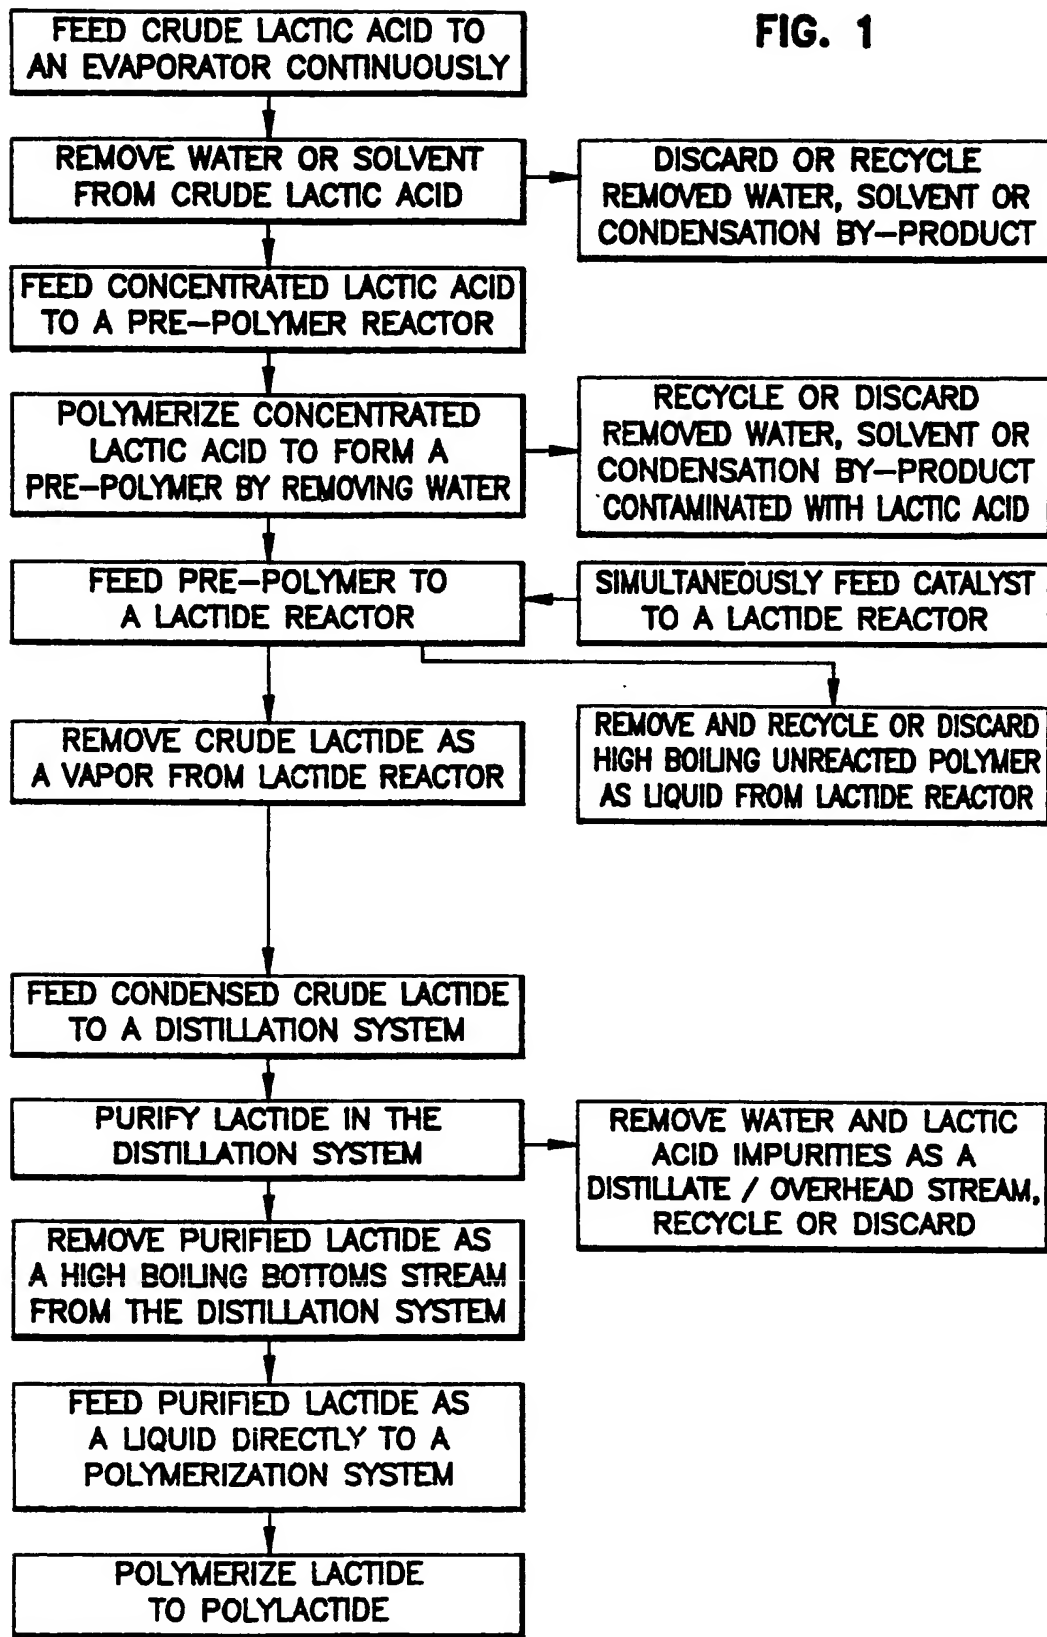 FIG. 1
FEED CRUDE LACTIC ACID TO
AN EVAPORATOR CONTINUOUSLY
REMOVE WATER OR SOLVENT
FROM CRUDE LACTIC ACID
DISCARD OR RECYCLE
REMOVED WATER, SOLVENT OR
CONDENSATION BY-PRODUCT
FEED CONCENTRATED LACTIC ACID
TO A PRE-POLYMER REACTOR
POLYMERIZE CONCENTRATED
LACTIC ACID TO FORM A
PRE-POLYMER BY REMOVING WATER
RECYCLE OR DISCARD
REMOVED WATER, SOLVENT OR
CONDENSATION BY-PRODUCT
CONTAMINATED WITH LACTIC ACID
FEED PRE-POLYMER TO
A LACTIDE REACTOR
SIMULTANEOUSLY FEED CATALYST
TO A LACTIDE REACTOR
REMOVE CRUDE LACTIDE AS
A VAPOR FROM LACTIDE REACTOR
REMOVE AND RECYCLE OR DISCARD
HIGH BOILING UNREACTED POLYMER
AS LIQUID FROM LACTIDE REACTOR
FEED CONDENSED CRUDE LACTIDE
TO A DISTILLATION SYSTEM
PURIFY LACTIDE IN THE
DISTILLATION SYSTEM
REMOVE WATER AND LACTIC
ACID IMPURITIES AS A
DISTILLATE / OVERHEAD STREAM,
RECYCLE OR DISCARD
REMOVE PURIFIED LACTIDE AS
A HIGH BOILING BOTTOMS STREAM
FROM THE DISTILLATION SYSTEM
FEED PURIFIED LACTIDE AS
A LIQUID DIRECTLY TO A
POLYMERIZATION SYSTEM
POLYMERIZE LACTIDE
TO POLYLACTIDE